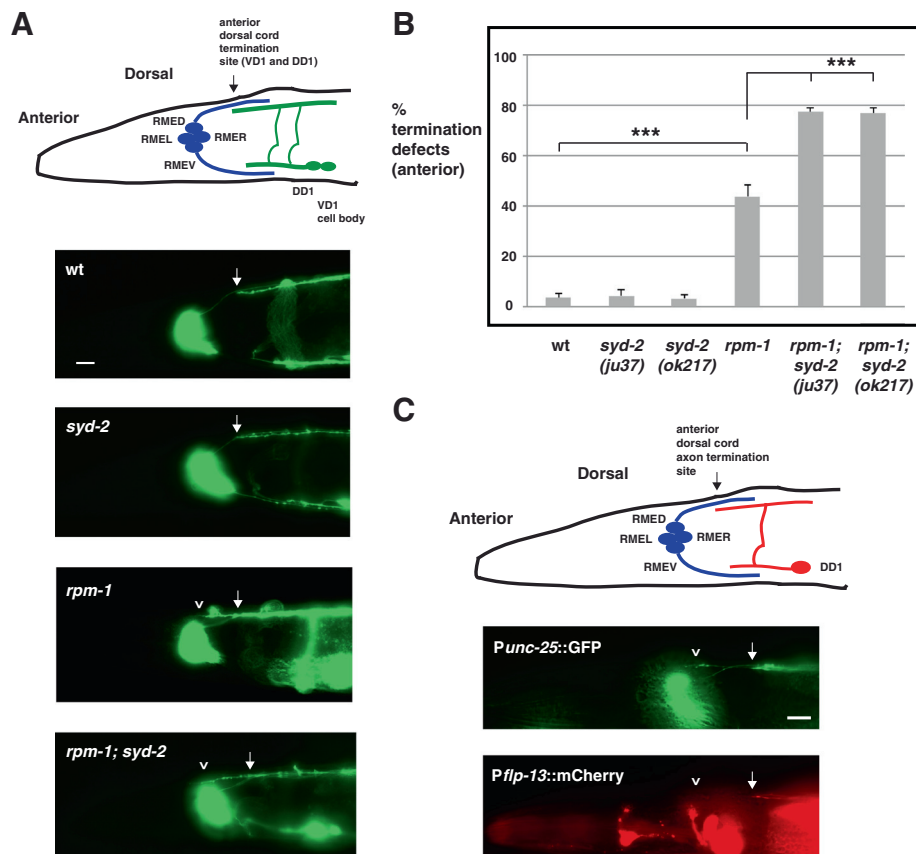 A
anterior
dorsal cord
termination
site (VD1 and DD1)
Dorsal
Anterior
RMED
RMEL
RMER
RMEV
DD1
VD1
cell body
wt
syd-2
v
rpm-1
v
rpm-1; syd-2
B
%
termination
defects
(anterior)
100
80
60
40
20
0
***
***
wt
syd-2
(ju37)
syd-2
(ok217)
rpm-1
rpm-1;
syd-2
(ju37)
rpm-1;
syd-2
(ok217)
C
anterior
dorsal cord
axon termination
site
Dorsal
Anterior
RMED
RMEL
RMER
RMEV
DD1
Punc-25::GFP
v
Pflp-13::mCherry
v